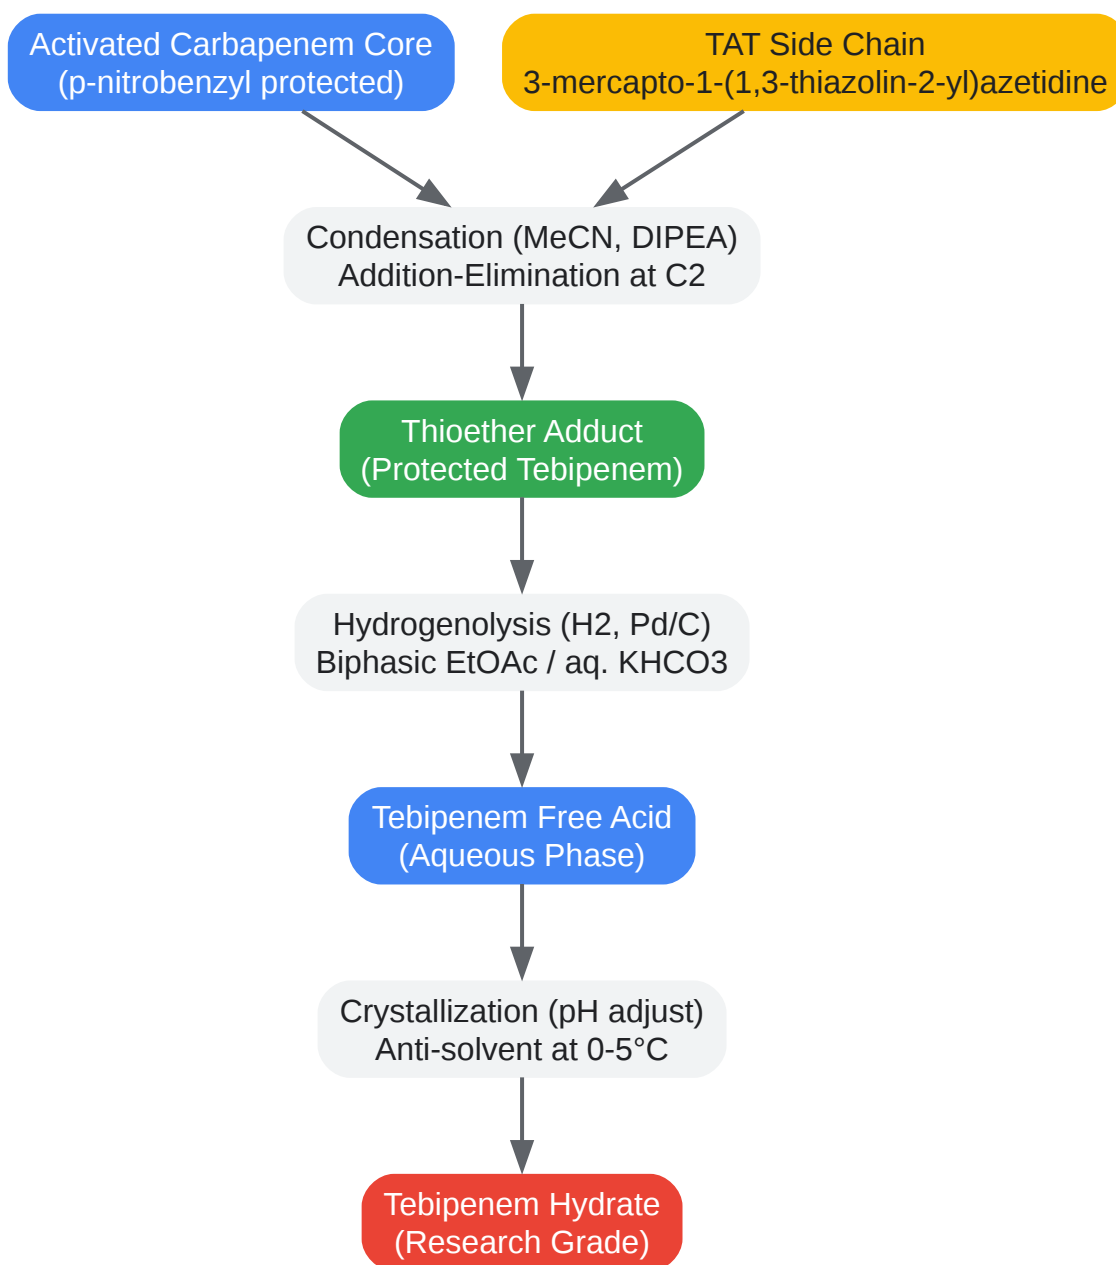 Activated Carbapenem Core
(p-nitrobenzyl protected)
TAT Side Chain
3-mercapto-1-(1,3-thiazolin-2-yl)azetidine
Condensation (MeCN, DIPEA)
Addition-Elimination at C2
Thioether Adduct
(Protected Tebipenem)
Hydrogenolysis (H2, Pd/C)
Biphasic EtOAc / aq. KHCO3
Tebipenem Free Acid
(Aqueous Phase)
Crystallization (pH adjust)
Anti-solvent at 0-5°C
Tebipenem Hydrate
(Research Grade)